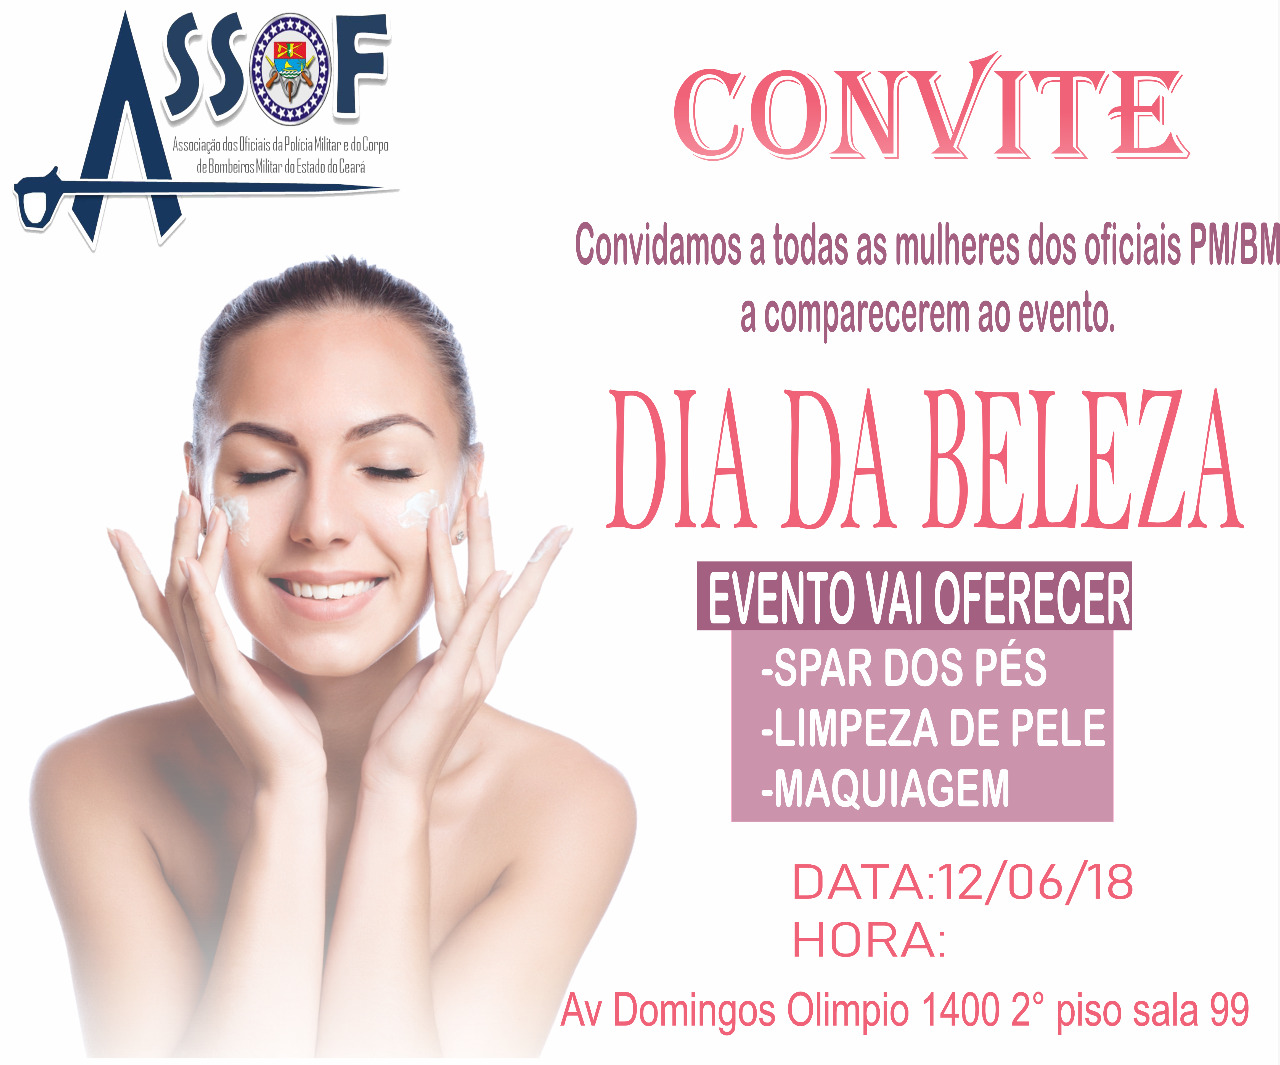 ASSOF
Associação dos Oficiais da Polícia Militar e do Corpo
de Bombeiros Militar do Estado do Ceará
CONVITE
Convidamos a todas as mulheres dos oficiais PM/BM
a comparecerem ao evento.
DIA DA BELEZA
EVENTO VAI OFERECER
-SPAR DOS PÉS
-LIMPEZA DE PELE
-MAQUIAGEM
DATA:12/06/18
HORA:
Av Domingos Olimpio 1400 2° piso sala 99